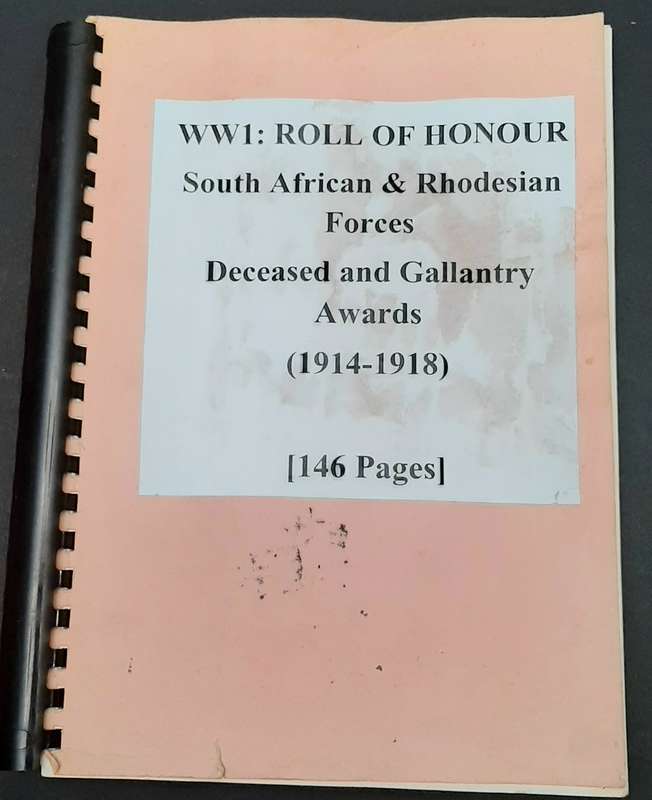 WW1: ROLL OF HONOUR
South African & Rhodesian
Forces
Deceased and Gallantry
Awards
(1914-1918)
[146 Pages]